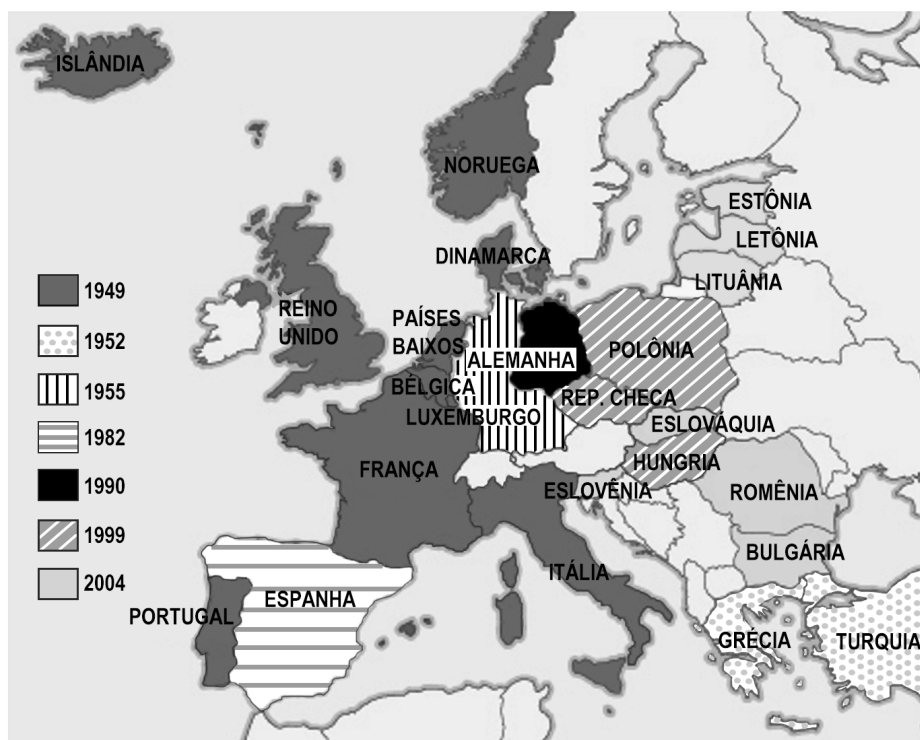 ISLÂNDIA
NORUEGA
ESTÔNIA
LETÔNIA
DINAMARCA
LITUÂNIA
1949
REINO
UNIDO
PAÍSES
BAIXOS
1952
ALEMANHA
POLÔNIA
1955
BÉLGICA
REP. CHECA
LUXEMBURGO
ESLOVÁQUIA
1982
FRANÇA
HUNGRIA
1990
ESLOVÊNIA
ROMÊNIA
1999
BULGÁRIA
2004
ITÁLIA
ESPANHA
PORTUGAL
GRÉCIA
TURQUIA